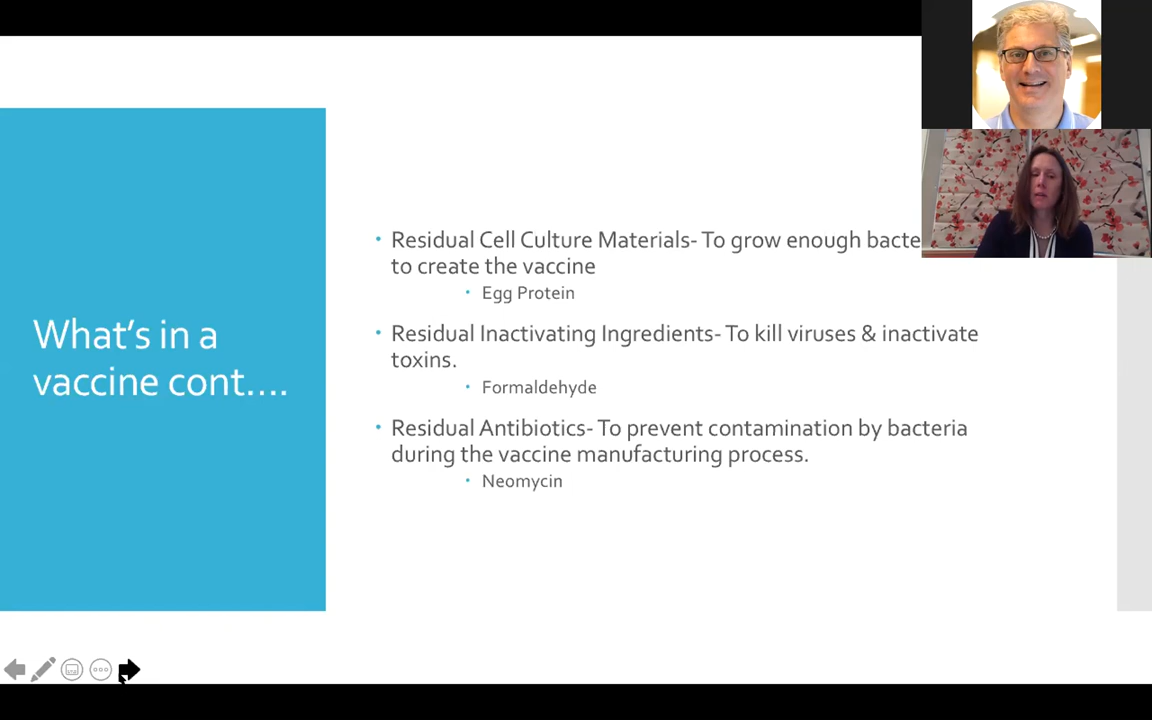 What's in a
vaccine cont....
• Residual Cell Culture Materials- To grow enough
to create the vaccine
• Egg Protein
• Residual Inactivating Ingredients- To kill viruses & inactivate
toxins.
• Formaldehyde
• Residual Antibiotics- To prevent contamination by bacteria
during the vaccine manufacturing process.
• Neomycin